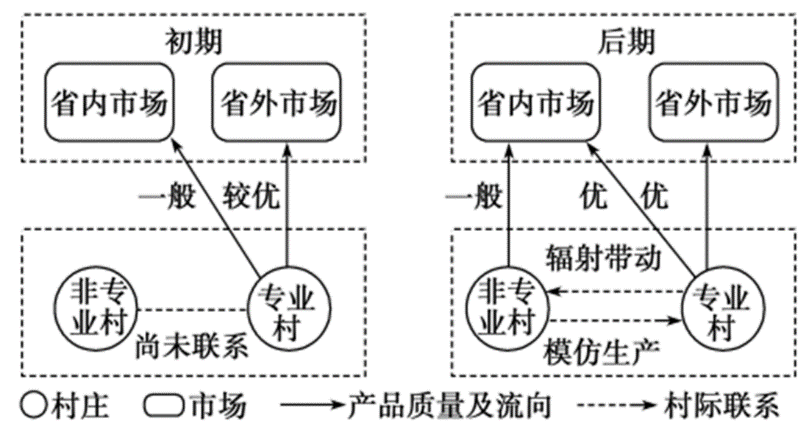 初期
省内市场
省外市场
一般
较优
非专业村
专业村
尚未联系
后期
省内市场
省外市场
一般
优
优
辐射带动
非专业村
专业村
模仿生产
村庄
市场
产品质量及流向
村际联系